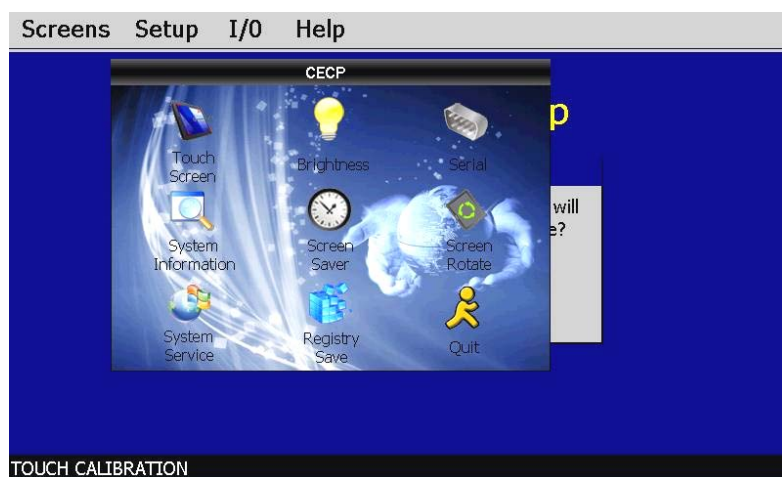 Screens Setup I/0 Help
CECP
p
Touch
Screen
Brightness
Serial
will
e?
System
Information
Screen
Saver
Screen
Rotate
System
Service
Registry
Save
Quit
TOUCH CALIBRATION